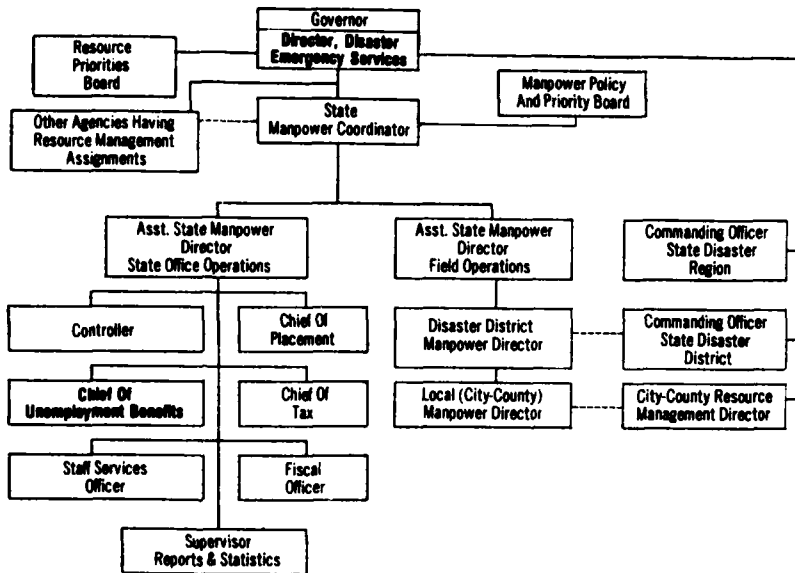 Governor
Director, Disaster
Emergency Services
Resource
Priorities
Board
Manpower Policy
And Priority Board
Other Agencies Having
Resource Management
Assignments
State
Manpower Coordinator
Asst. State Manpower
Director
State Office Operations
Asst. State Manpower
Director
Field Operations
Commanding Officer
State Disaster
Region
Controller
Chief Of
Placement
Disaster District
Manpower Director
Commanding Officer
State Disaster
District
Chief Of
Unemployment Benefits
Chief Of
Tax
Local (City-County)
Manpower Director
City-County Resource
Management Director
Staff Services
Officer
Fiscal
Officer
Supervisor
Reports & Statistics